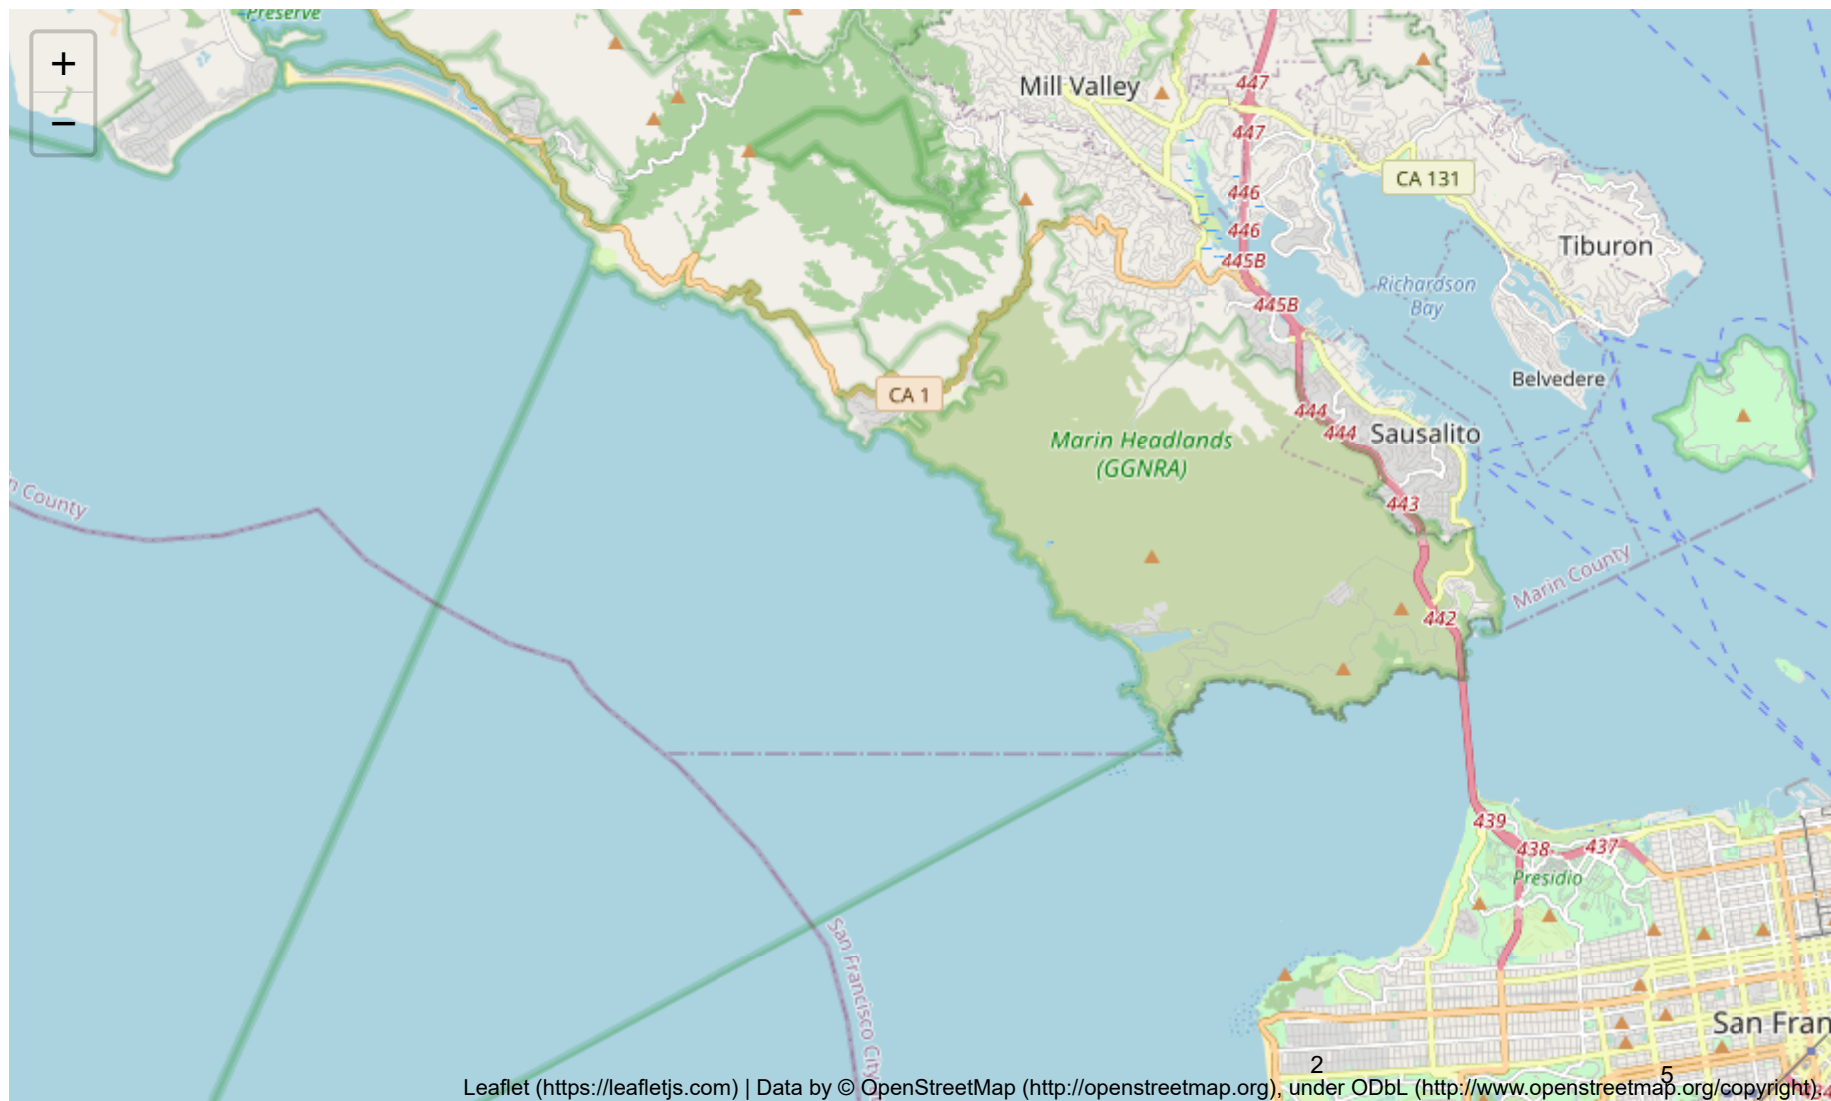 Preserve
+
−
Mill Valley
447
447
CA 131
446
446
Tiburon
445B
Richardson
Bay
445B
Belvedere
CA 1
444
444
Sausalito
Marin Headlands
(GGNRA)
n County
443
Marin County
442
439
438
437
Presidio
San Francisco City
San Fran
2
5
Leaflet (https://leafletjs.com) | Data by © OpenStreetMap (http://openstreetmap.org), under ODbL (http://www.openstreetmap.org/copyright).